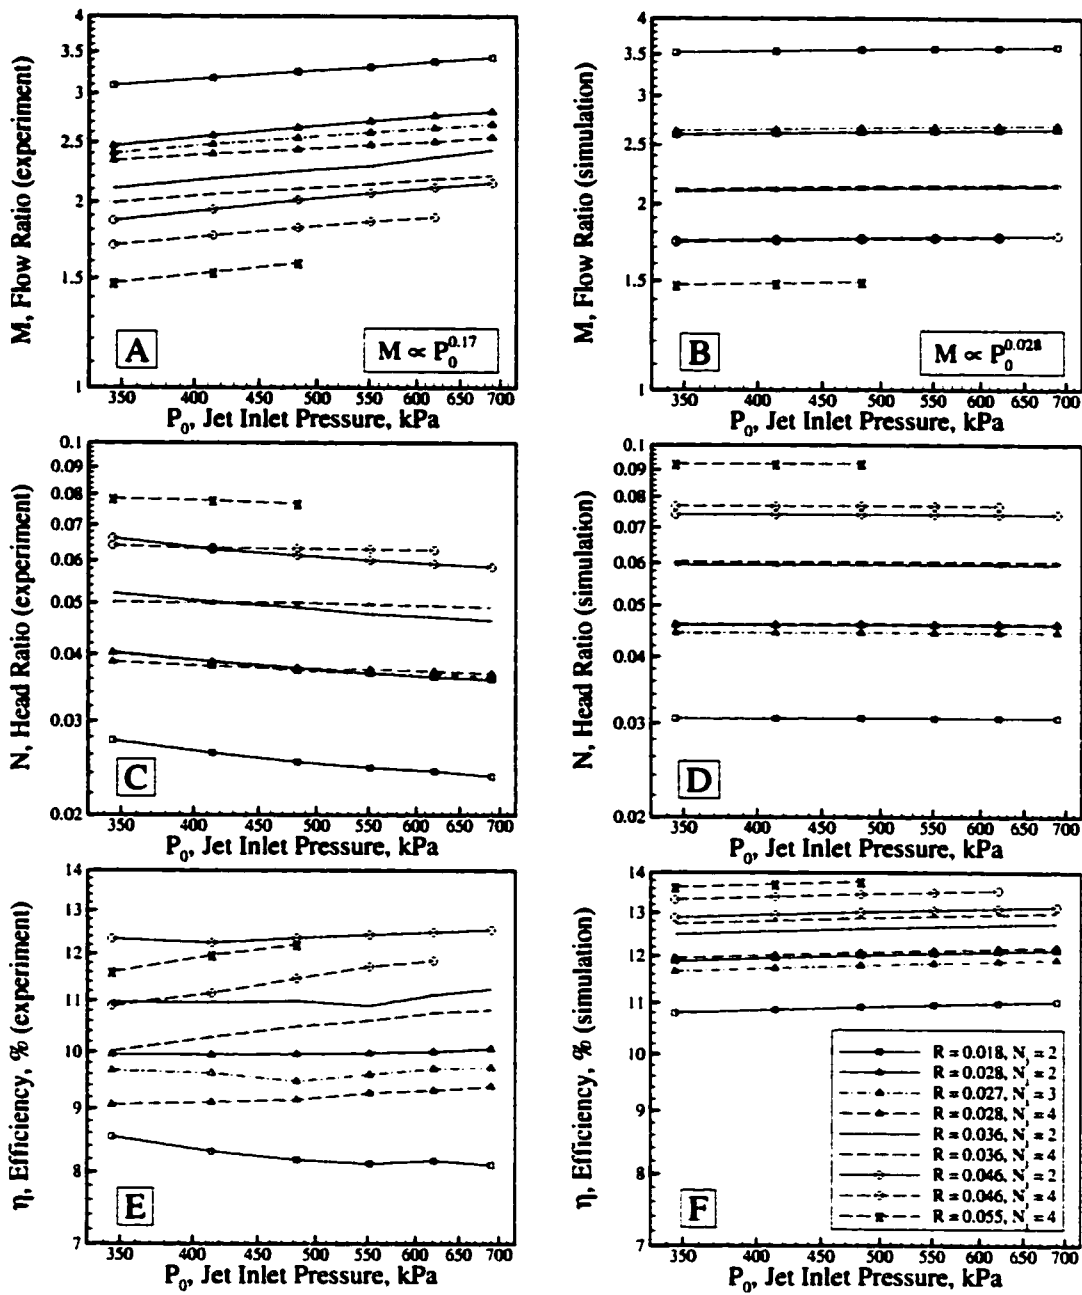 M, Flow Ratio (experiment)
4
3.5
3
2.5
2
1.5
1
A
M ∝ P₀^0.17
350 400 450 500 550 600 650 700
P₀, Jet Inlet Pressure, kPa
M, Flow Ratio (simulation)
4
3.5
3
2.5
2
1.5
1
B
M ∝ P₀^0.028
350 400 450 500 550 600 650 700
P₀, Jet Inlet Pressure, kPa
N, Head Ratio (experiment)
0.1
0.09
0.08
0.07
0.06
0.05
0.04
0.03
0.02
C
350 400 450 500 550 600 650 700
P₀, Jet Inlet Pressure, kPa
N, Head Ratio (simulation)
0.1
0.09
0.08
0.07
0.06
0.05
0.04
0.03
0.02
D
350 400 450 500 550 600 650 700
P₀, Jet Inlet Pressure, kPa
η, Efficiency, % (experiment)
14
13
12
11
10
9
8
7
E
350 400 450 500 550 600 650 700
P₀, Jet Inlet Pressure, kPa
η, Efficiency, % (simulation)
14
13
12
11
10
9
8
7
F
R = 0.018, Nⱼ = 2
R = 0.028, Nⱼ = 2
R = 0.027, Nⱼ = 3
R = 0.028, Nⱼ = 4
R = 0.036, Nⱼ = 2
R = 0.036, Nⱼ = 4
R = 0.046, Nⱼ = 2
R = 0.046, Nⱼ = 4
R = 0.055, Nⱼ = 4
350 400 450 500 550 600 650 700
P₀, Jet Inlet Pressure, kPa